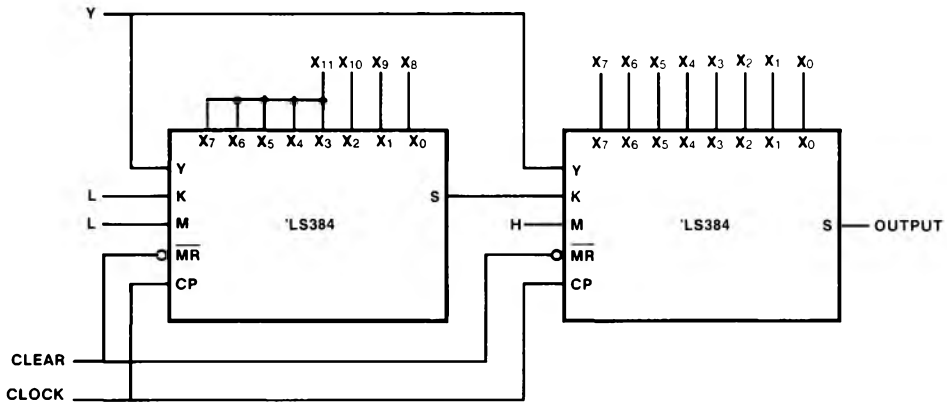 Y
X11 X10 X9 X8
X7 X6 X5 X4 X3 X2 X1 X0
X7 X6 X5 X4 X3 X2 X1 X0
X7 X6 X5 X4 X3 X2 X1 X0
Y
K
M
MR
CP
'LS384
S
L
L
Y
K
M
MR
CP
'LS384
S
H
OUTPUT
CLEAR
CLOCK